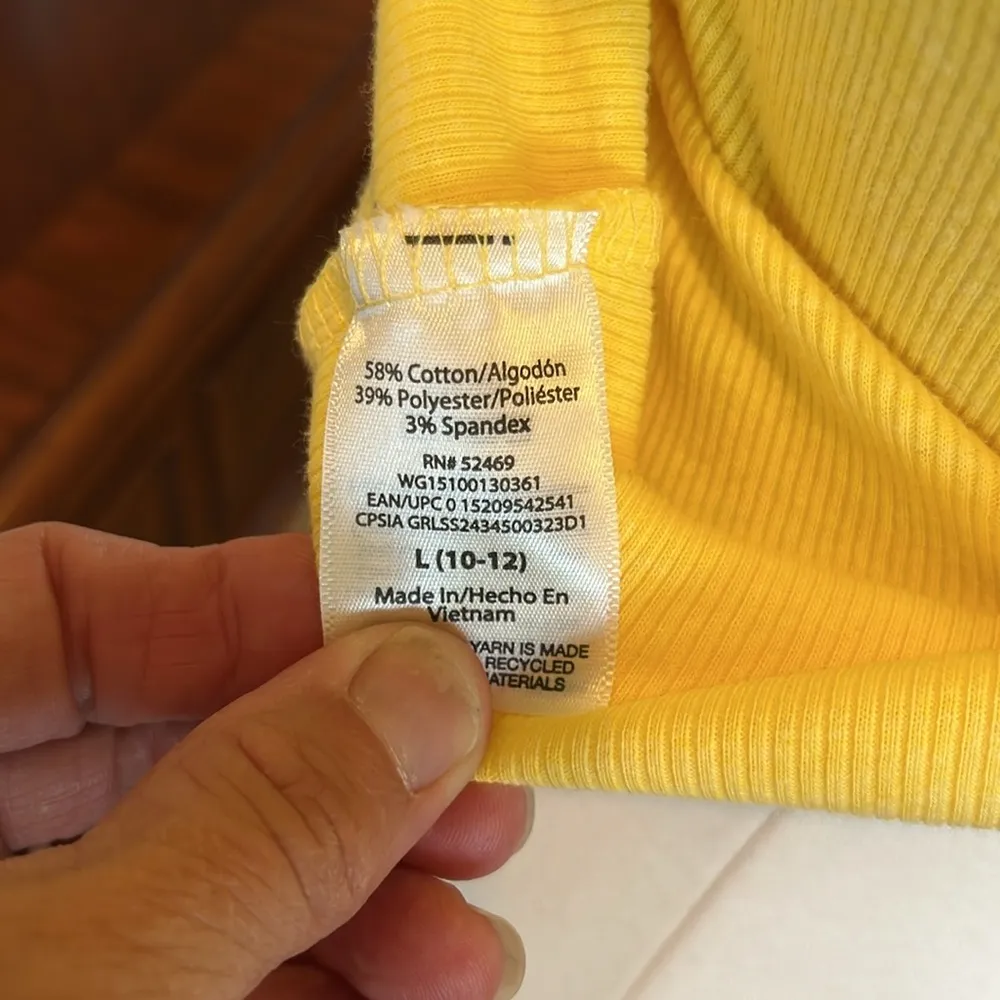 58% Cotton/Algodón
39% Polyester/Poliéster
3% Spandex
RN# 52469
WG15100130361
EAN/UPC 0 15209542541
CPSIA GRLSS2434500323D1
L (10-12)
Made In/Hecho En
Vietnam
YARN IS MADE
RECYCLED